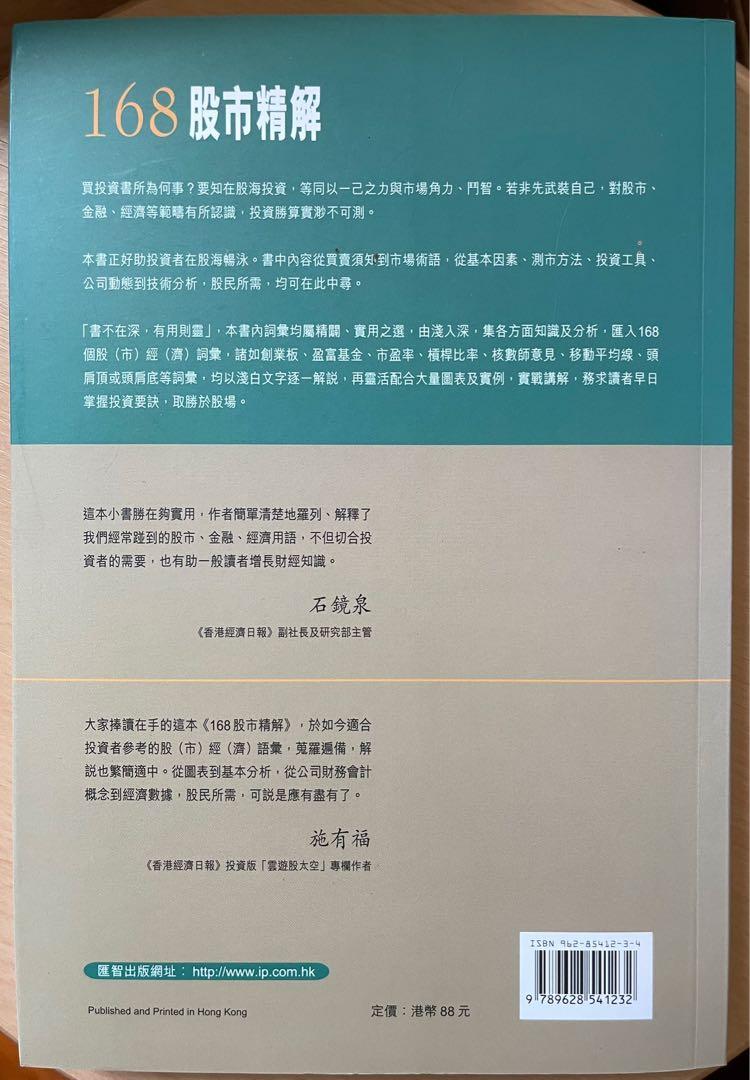 168 股市精解
買投資書所為何事？要知在股海投資，等同以一己之力與市場角力、鬥智。若非先武裝自己，對股市、
金融、經濟等範疇有所認識，投資勝算實渺不可測。
本書正好助投資者在股海暢泳。書中內容從買賣須知到市場術語，從基本因素、測市方法、投資工具、
公司動態到技術分析，股民所需，均可在此中尋。
「書不在深，有用則靈」，本書內詞彙均屬精闢、實用之選，由淺入深，集各方面知識及分析，匯入168
個股（市）經（濟）詞彙，諸如創業板、盈富基金、市盈率、槓桿比率、核數師意見、移動平均線、頭
肩頂或頭肩底等詞彙，均以淺白文字逐一解說，再靈活配合大量圖表及實例，實戰講解，務求讀者早日
掌握投資要訣，取勝於股場。
這本小書勝在夠實用，作者簡單清楚地羅列、解釋了
我們經常踫到的股市、金融、經濟用語，不但切合投
資者的需要，也有助一般讀者增長財經知識。
石鏡泉
《香港經濟日報》副社長及研究部主管
大家捧讀在手的這本《168股市精解》，於如今適合
投資者參考的股（市）經（濟）語彙，蒐羅遍備，解
說也繁簡適中。從圖表到基本分析，從公司財務會計
概念到經濟數據，股民所需，可說是應有盡有了。
施有福
《香港經濟日報》投資版「雲遊股太空」專欄作者
ISBN 962-85412-3-4
9 789628 541232
匯智出版網址：http://www.ip.com.hk
Published and Printed in Hong Kong
定價：港幣88元